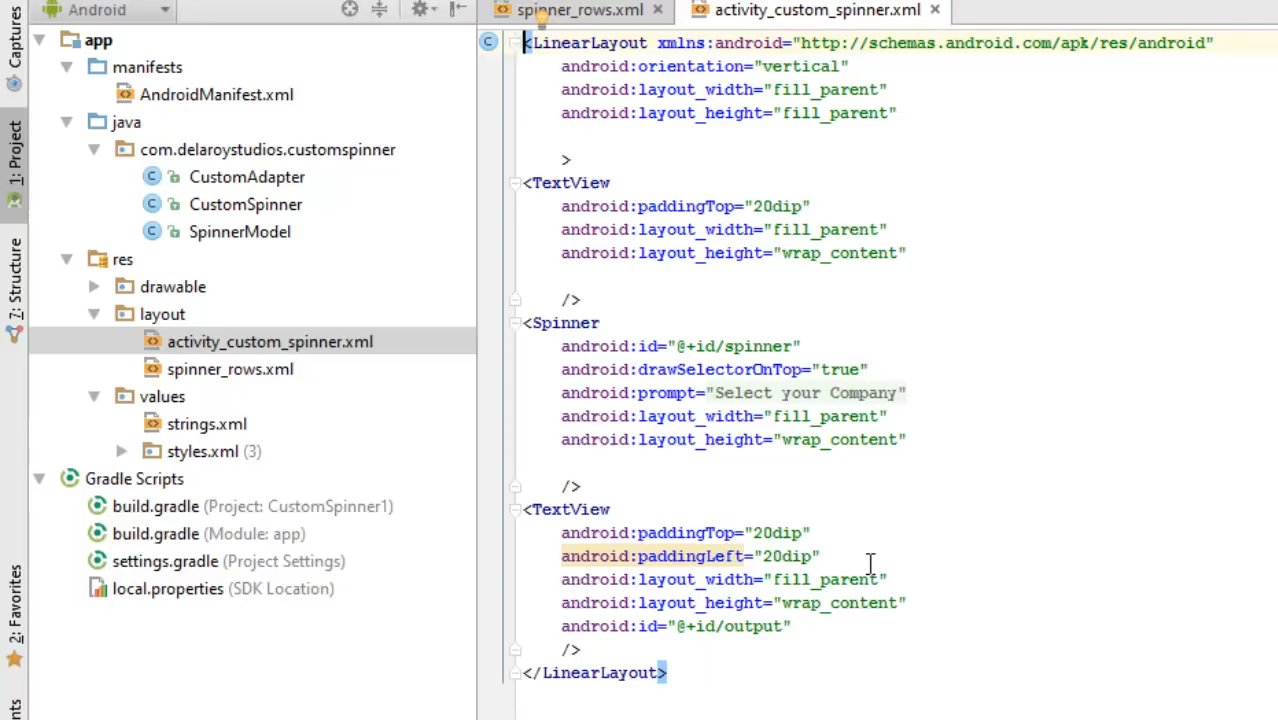 Android
spinner_rows.xml
activity_custom_spinner.xml
Captures
1: Project
7: Structure
2: Favorites
nts
app
manifests
AndroidManifest.xml
java
com.delaroystudios.customspinner
CustomAdapter
CustomSpinner
SpinnerModel
res
drawable
layout
activity_custom_spinner.xml
spinner_rows.xml
values
strings.xml
styles.xml (3)
Gradle Scripts
build.gradle (Project: CustomSpinner1)
build.gradle (Module: app)
settings.gradle (Project Settings)
local.properties (SDK Location)
<LinearLayout xmlns:android="http://schemas.android.com/apk/res/android"
android:orientation="vertical"
android:layout_width="fill_parent"
android:layout_height="fill_parent"
>
<TextView
android:paddingTop="20dip"
android:layout_width="fill_parent"
android:layout_height="wrap_content"
/>
<Spinner
android:id="@+id/spinner"
android:drawSelectorOnTop="true"
android:prompt="Select your Company"
android:layout_width="fill_parent"
android:layout_height="wrap_content"
/>
<TextView
android:paddingTop="20dip"
android:paddingLeft="20dip"
android:layout_width="fill_parent"
android:layout_height="wrap_content"
android:id="@+id/output"
/>
</LinearLayout>